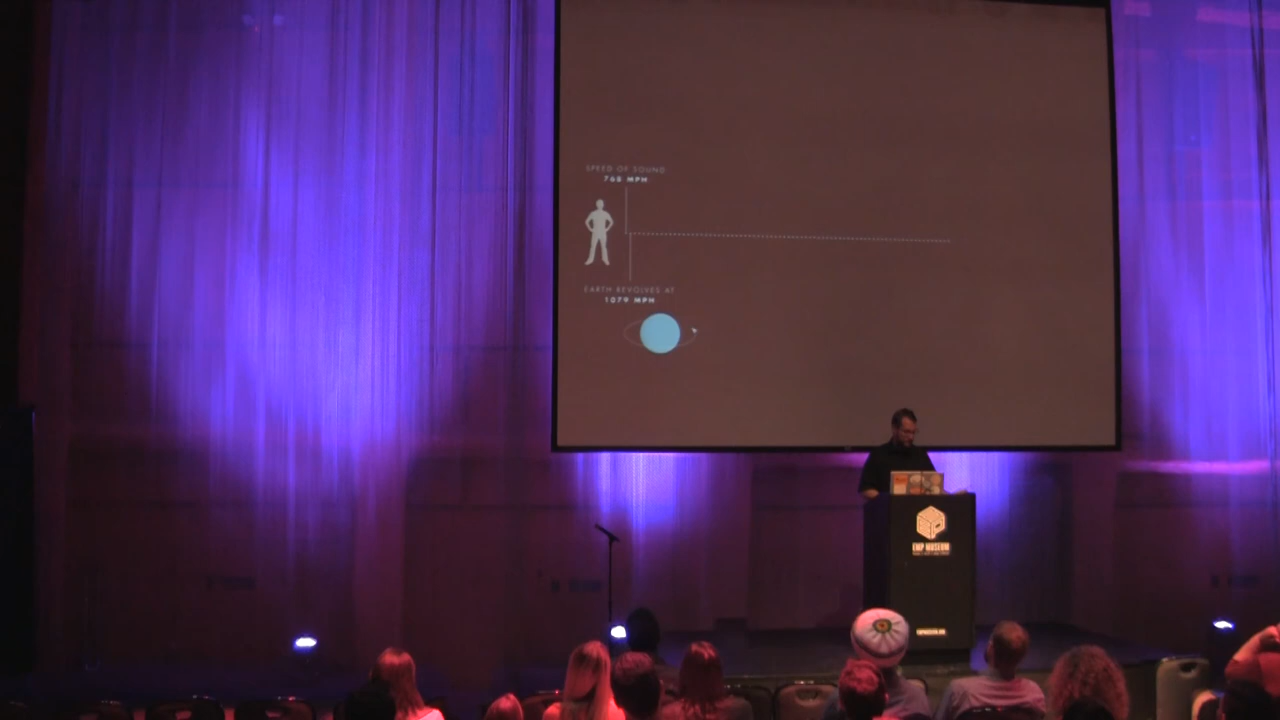 SPEED OF SOUND
768 MPH
EARTH REVOLVES AT
1079 MPH
EMP MUSEUM